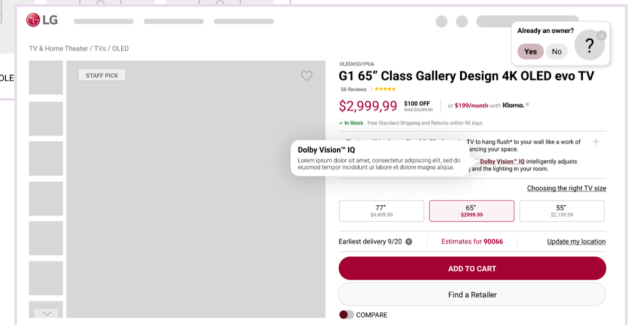 OLE
LG
Already an owner?
Yes No
?
TV & Home Theater / TVs / OLED
STAFF PICK
OLED65G1PUA
G1 65” Class Gallery Design 4K OLED evo TV
56 Reviews
$2,999,99 $100 OFF
or $199/month with Klarna.
In Stock Free Standard Shipping and Returns within 90 days
TV to hang flush* to your wall like a work of
ancing your space.
Dolby Vision™ IQ
Lorem ipsum dolor sit amet, consectetur adipiscing elit, sed do
eiusmod tempor incididunt ut labore et dolore magna aliqua.
Dolby Vision™ IQ intelligently adjusts
and the lighting in your room.
Choosing the right TV size
77” 65” 55”
$4,499.99 $2999.99 $2,199.99
Earliest delivery 9/20 Estimates for 90066 Update my location
ADD TO CART
Find a Retailer
COMPARE